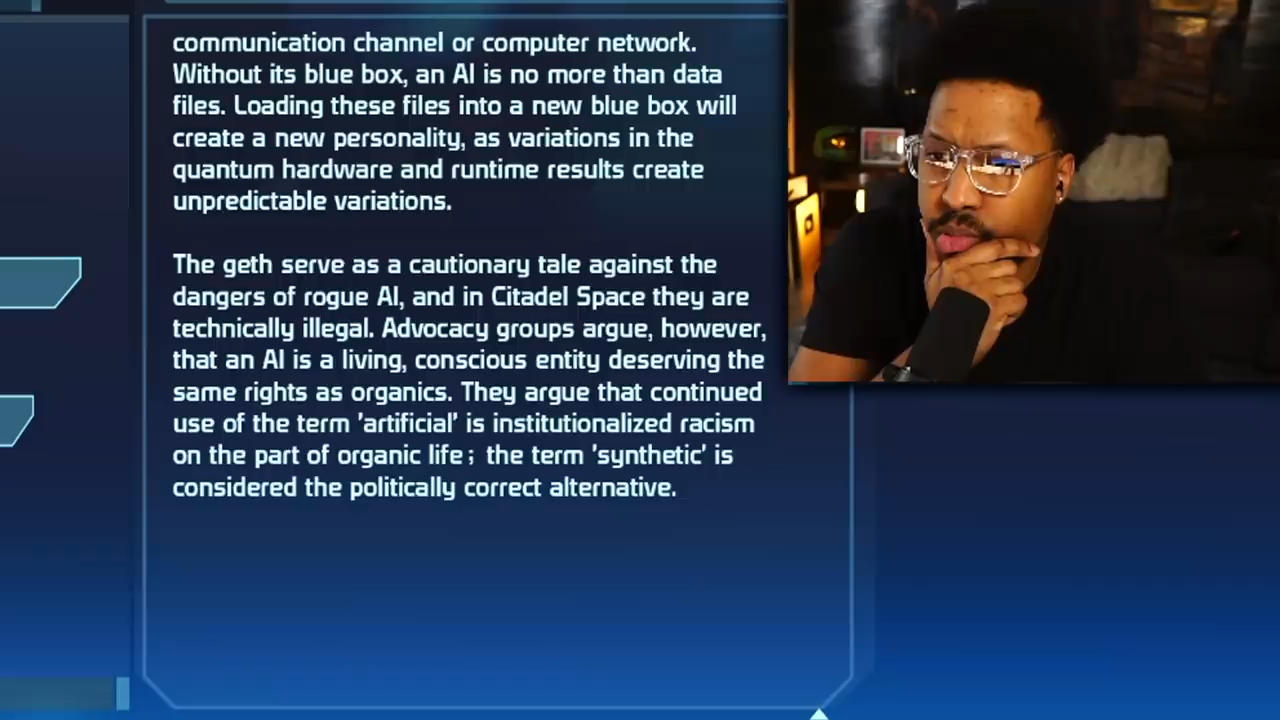 communication channel or computer network.
Without its blue box, an AI is no more than data
files. Loading these files into a new blue box will
create a new personality, as variations in the
quantum hardware and runtime results create
unpredictable variations.
The geth serve as a cautionary tale against the
dangers of rogue AI, and in Citadel Space they are
technically illegal. Advocacy groups argue, however,
that an AI is a living, conscious entity deserving the
same rights as organics. They argue that continued
use of the term 'artificial' is institutionalized racism
on the part of organic life; the term 'synthetic' is
considered the politically correct alternative.